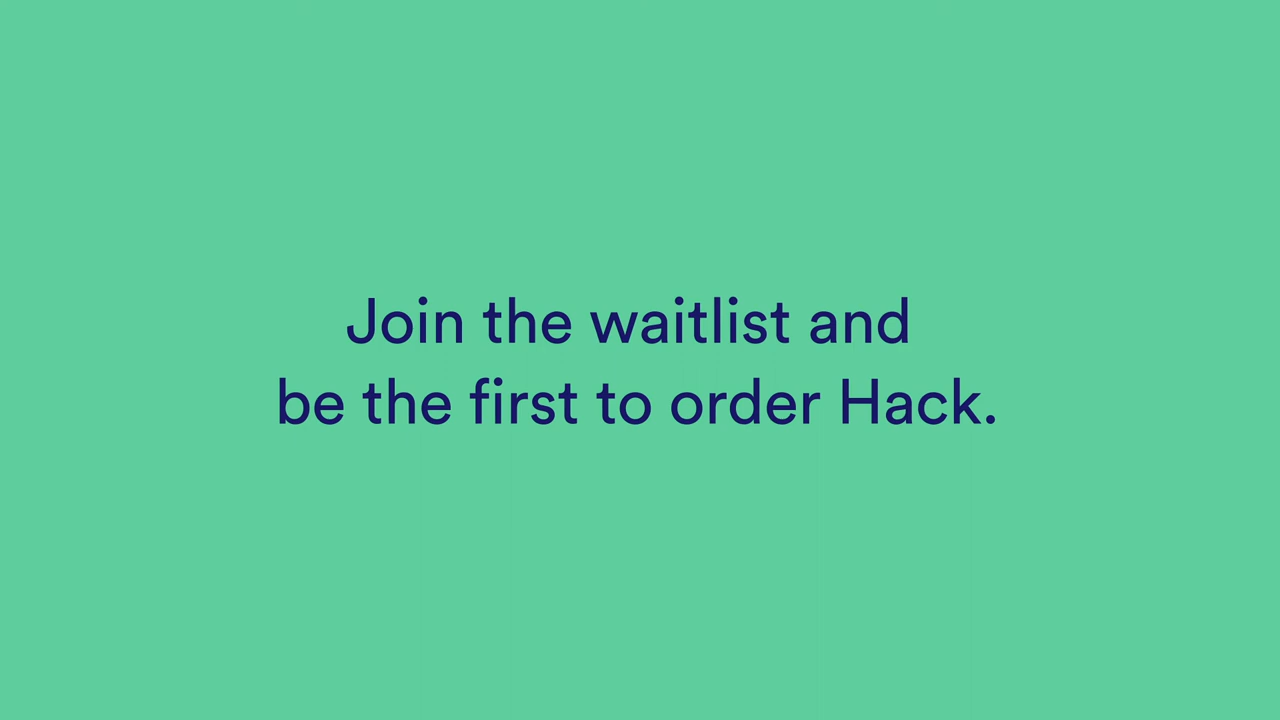 Join the waitlist and
be the first to order Hack.